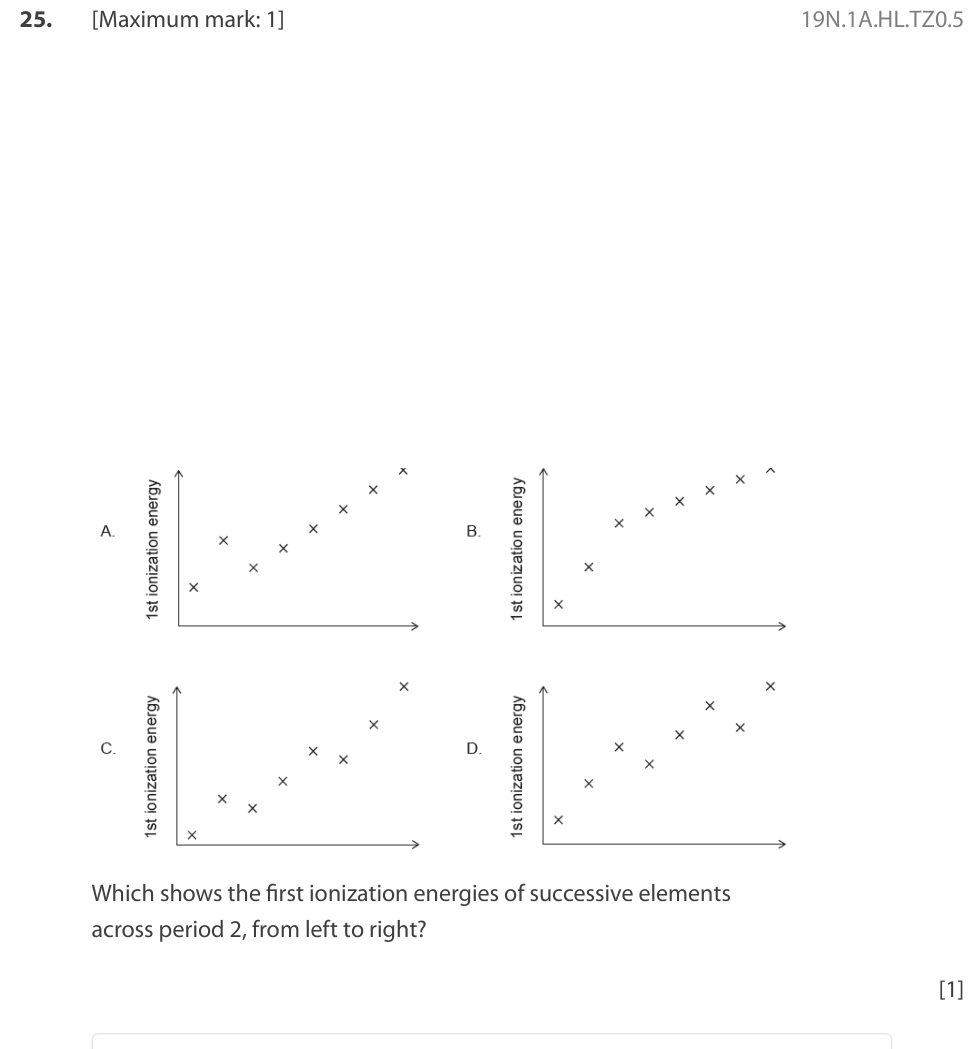 25. [Maximum mark: 1] 19N.1A.HL.TZ0.5
A. 1st ionization energy
B. 1st ionization energy
C. 1st ionization energy
D. 1st ionization energy
Which shows the first ionization energies of successive elements
across period 2, from left to right?
[1]